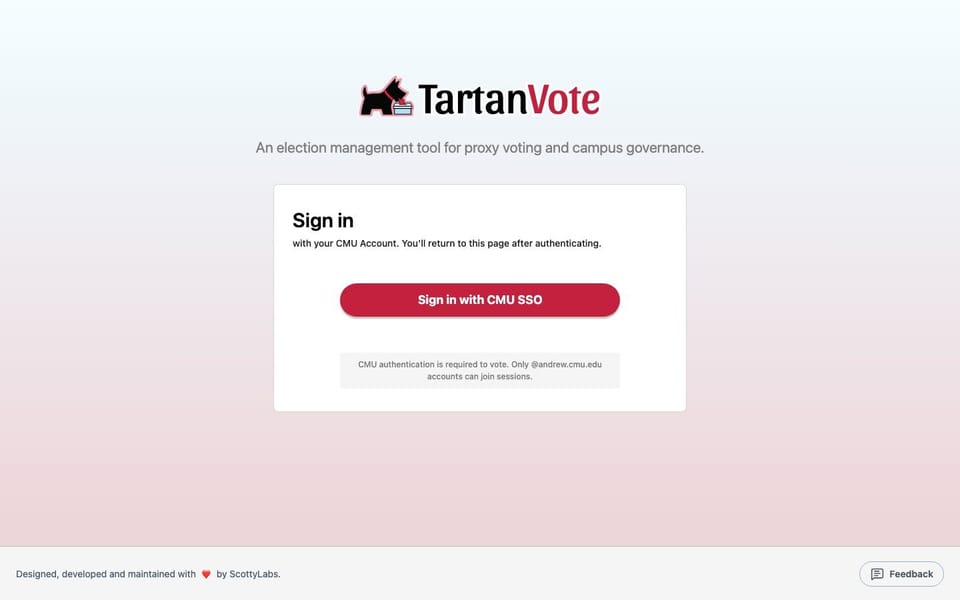 TartanVote
An election management tool for proxy voting and campus governance.
Sign in
with your CMU Account. You'll return to this page after authenticating.
Sign in with CMU SSO
CMU authentication is required to vote. Only @andrew.cmu.edu
accounts can join sessions.
Designed, developed and maintained with ❤️ by ScottyLabs.
Feedback